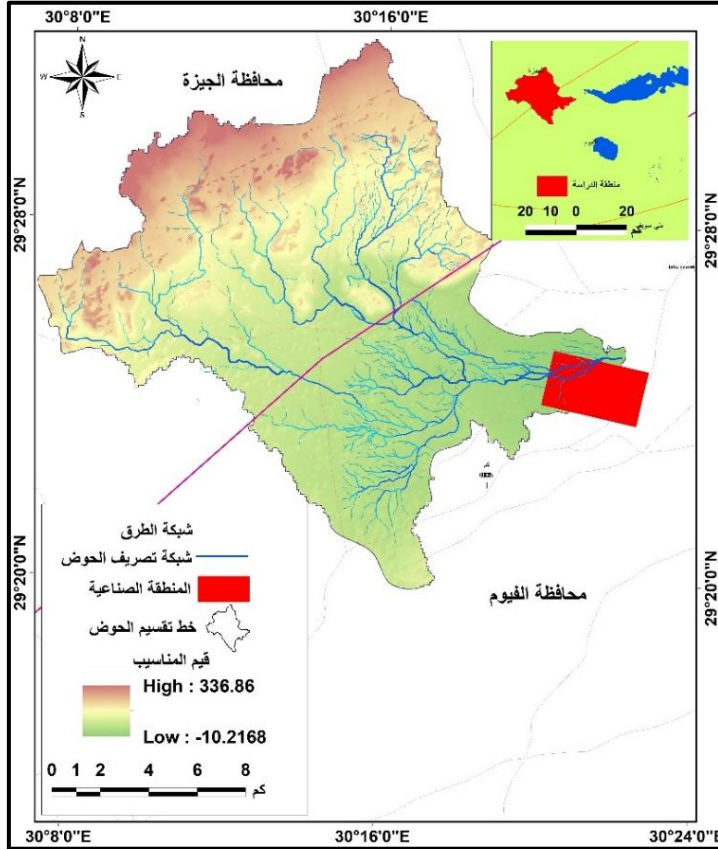 30°8'0"E
30°16'0"E
N
W
E
S
محافظة الجيزة
منطقة الدراسة
20 10 0 20
كم
29°28'0"N
29°28'0"N
كم
شبكة الطرق
شبكة تصريف الحوض
المنطقة الصناعية
خط تقسيم الحوض
قيم المناسيب
High : 336.86
Low : -10.2168
0 1 2 4 6 8
كم
محافظة الفيوم
29°20'0"N
29°20'0"N
30°8'0"E
30°16'0"E
30°24'0"E